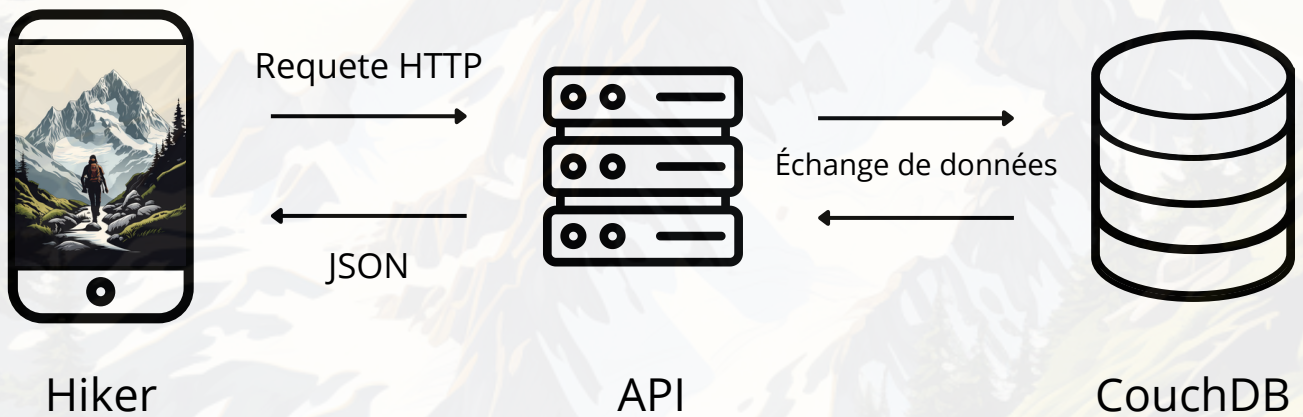 Requete HTTP
Échange de données
JSON
Hiker
API
CouchDB